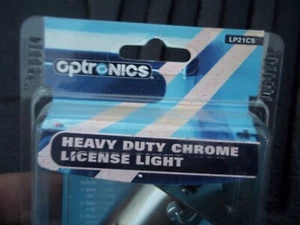 LP21CS
OPTRONICS
HEAVY DUTY CHROME
LICENSE LIGHT